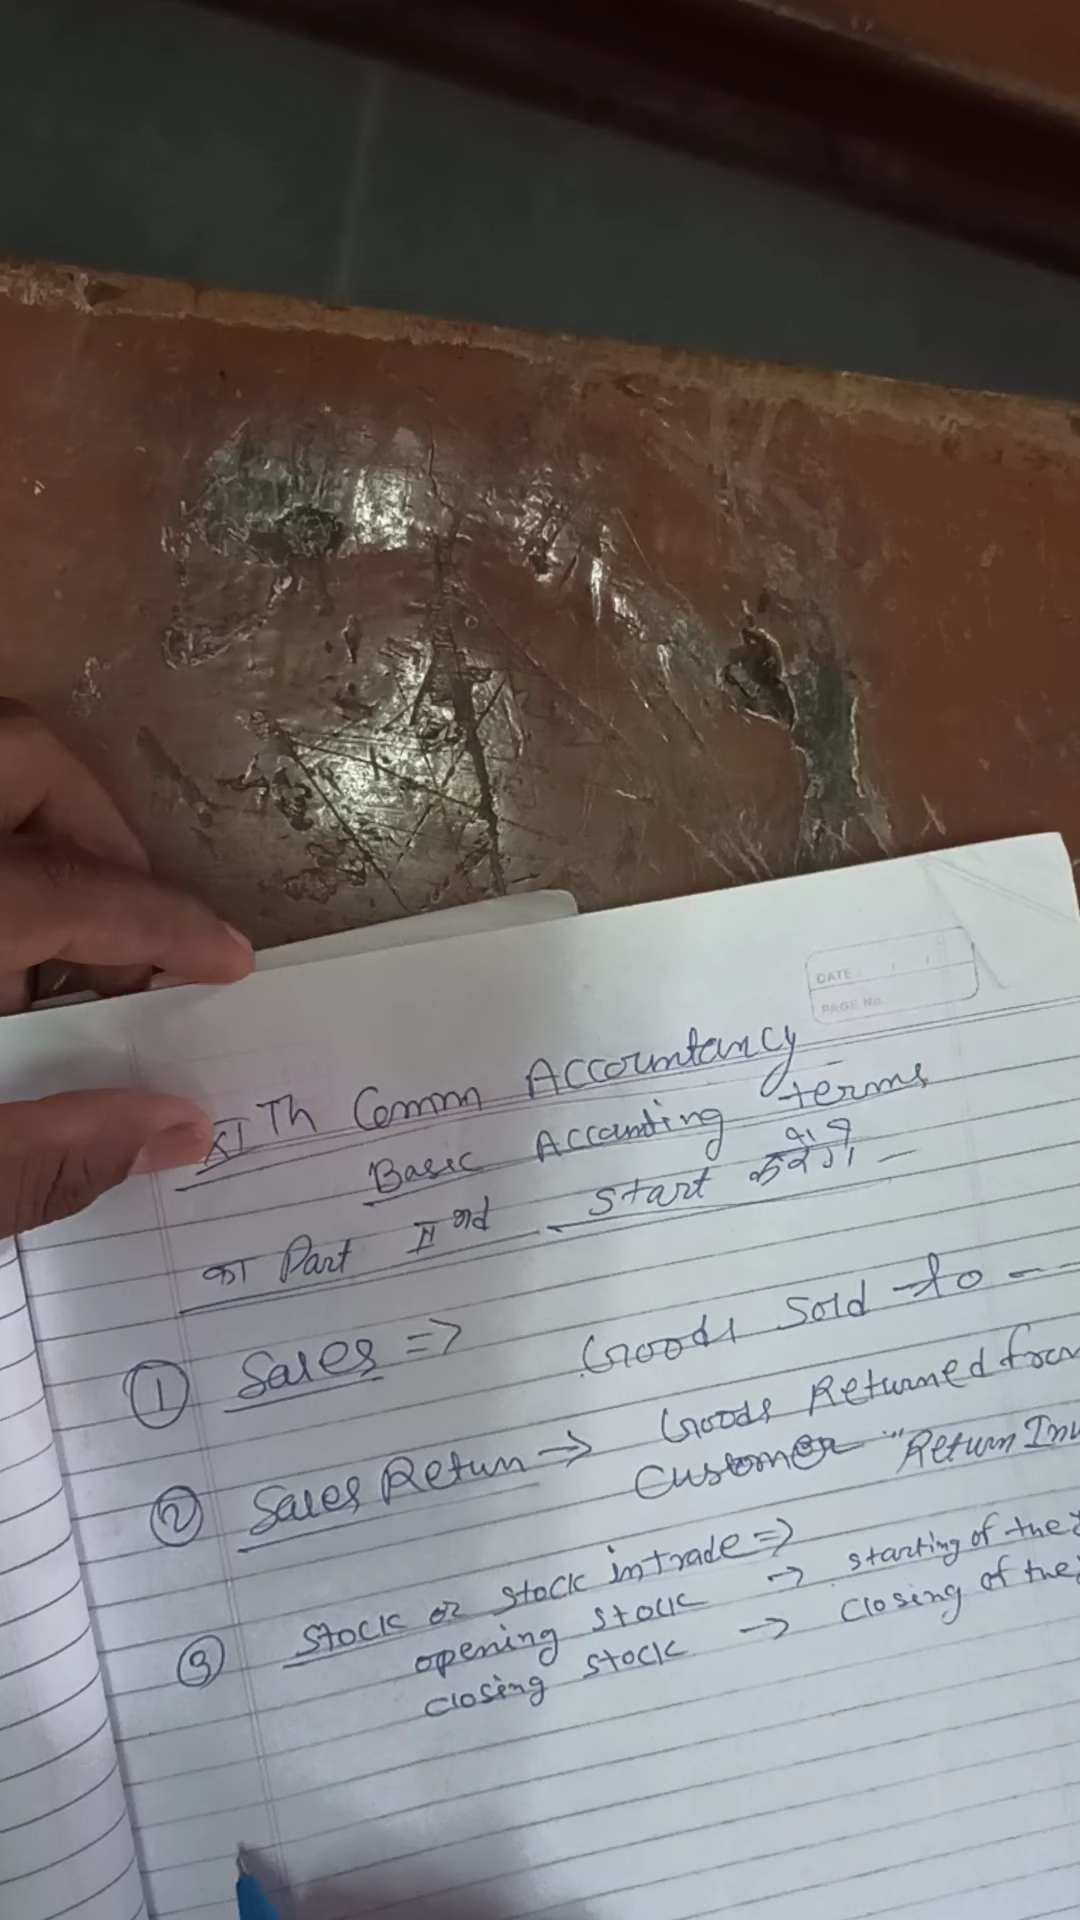 DATE :
PAGE No.
XI Th Comm Accountancy
Basic Accounting terms
का Part II nd start करेगें
① Sales => Goods Sold to --
② Sales Retun → Goods Returned from
Customer "Return Inw
③ Stock or Stock in trade =>
opening stock → starting of the
closing stock → closing of the